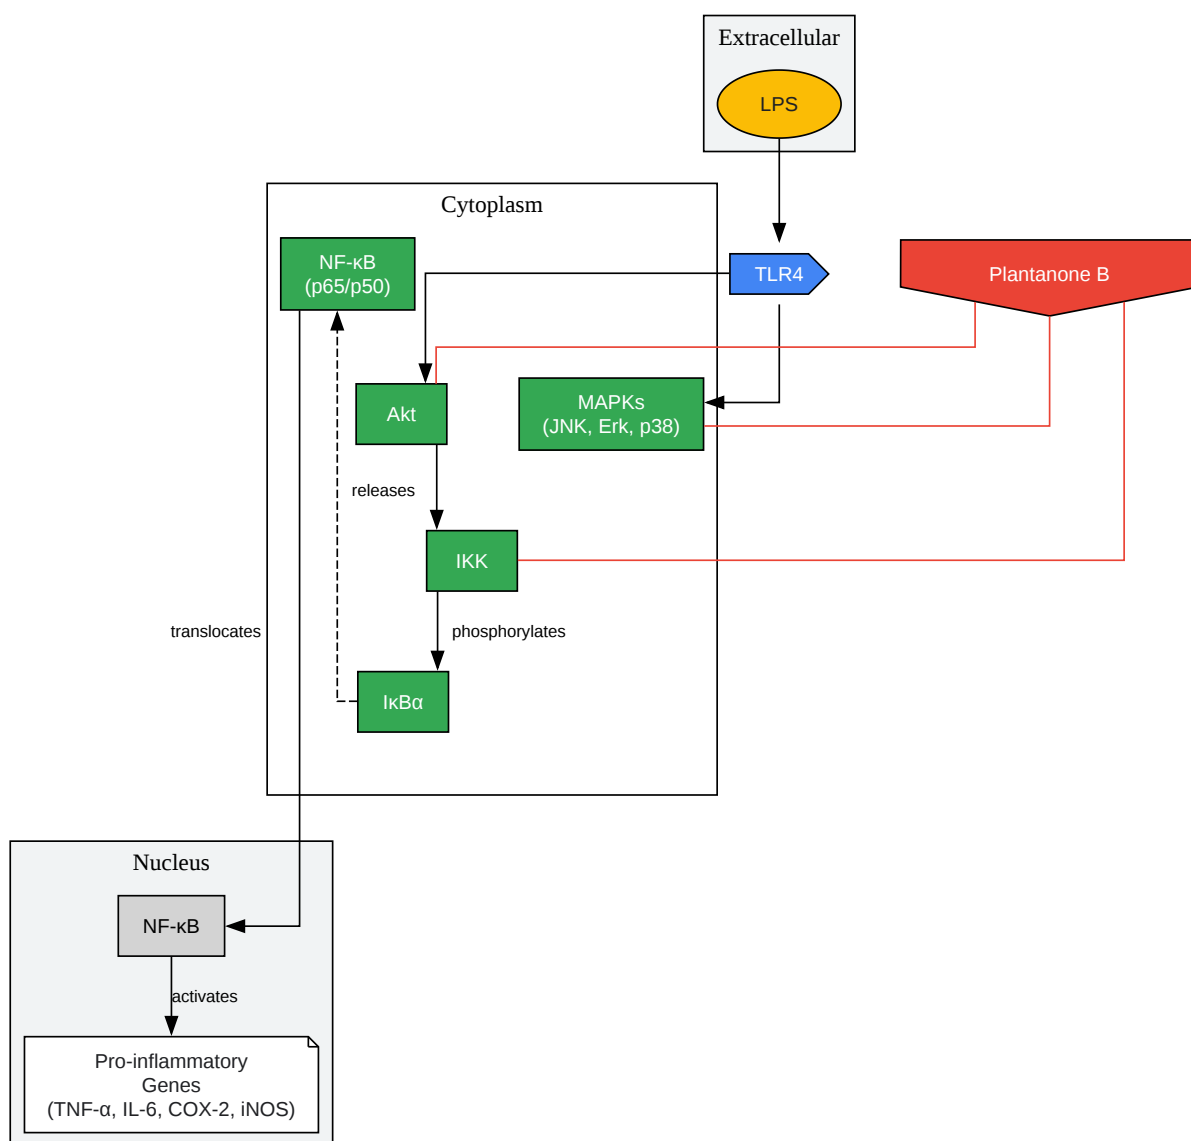 Extracellular
LPS
Cytoplasm
NF-κB
(p65/p50)
TLR4
Plantanone B
Akt
MAPKs
(JNK, Erk, p38)
releases
IKK
translocates
phosphorylates
IκBα
Nucleus
NF-κB
activates
Pro-inflammatory
Genes
(TNF-α, IL-6, COX-2, iNOS)